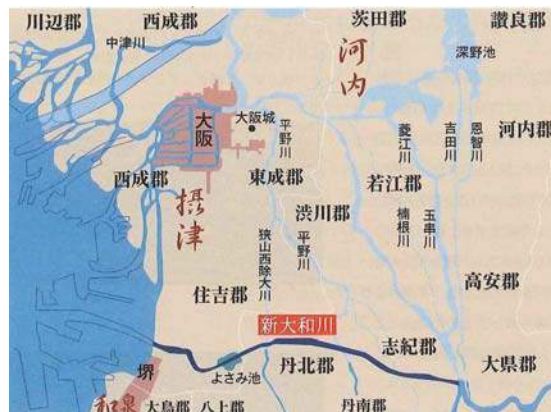 川辺郡
西成郡
茨田郡
讃良郡
中津川
河内
深野池
大阪
大阪城
平野川
菱江川
吉田川
恩智川
河内郡
西成郡
東成郡
若江郡
摂津
渋川郡
楠根川
玉串川
狭山西除大川
平野川
高安郡
住吉郡
新大和川
志紀郡
大県郡
堺
よさみ池
丹北郡
和泉
大鳥郡
八上郡
丹南郡